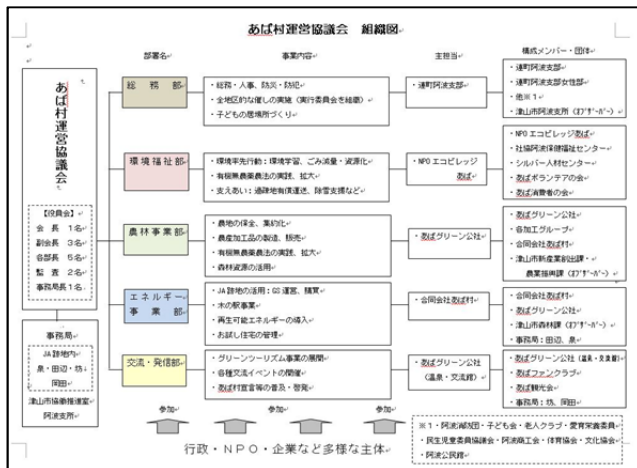 あば村運営協議会　組織図
部署名
事業内容
主担当
構成メンバー・団体
あば村運営協議会
【役員会】
会　長　1名
副会長　3名
各部長　5名
監　査　2名
事務局長1名
事務局
JA跡地内
泉・田辺・坊
岡田
津山市協働推進室
阿波支所
総務部
・総務・人事、防災・防犯
・全地区的な催しの実施（実行委員会を組織）
・子どもの居場所づくり
・連町阿波支部
・連町阿波支部
・連町阿波支部女性部
・他※1
・津山市阿波支所（ｵﾌﾞｻﾞｰﾊﾞｰ）
環境福祉部
・環境率先行動：環境学習、ごみ減量・資源化
・有機無農薬農法の実践、拡大
・支えあい：過疎地有償運送、除雪支援など
・NPOエコビレッジ
あば
・NPOエコビレッジあば
・社協阿波保健福祉センター
・シルバー人材センター
・あばボランテアの会
・あば消費者の会
農林事業部
・農地の保全、集約化
・農産加工品の製造、販売
・有機無農薬農法の実践、拡大
・森林資源の活用
・あばグリーン公社
・あばグリーン公社
・各加工グループ
・合同会社あば村
・津山市新産業創出課・
農業振興課（ｵﾌﾞｻﾞｰﾊﾞｰ）
エネルギー
事業部
・JA跡地の活用：GS運営、購買
・木の駅事業
・再生可能エネルギーの導入
・お試し住宅の管理
・合同会社あば村
・合同会社あば村
・あばグリーン公社
・津山市森林課（ｵﾌﾞｻﾞｰﾊﾞｰ）
・事務局：田辺、泉
交流・発信部
・グリーンツーリズム事業の展開
・各種交流イベントの開催
・あば村宣言等の普及・啓発
・あばグリーン公社
（温泉・交流館）
・あばグリーン公社（温泉・交流館）
・あばファンクラブ
・あば観光会
・事務局：坊、岡田
参加
参加
参加
参加
行政・NPO・企業など多様な主体
※1・阿波消防団・子ども会・老人クラブ・愛育栄養委員
・民生児童委員協議会・阿波商工会・体育協会・文化協会
・阿波公民館